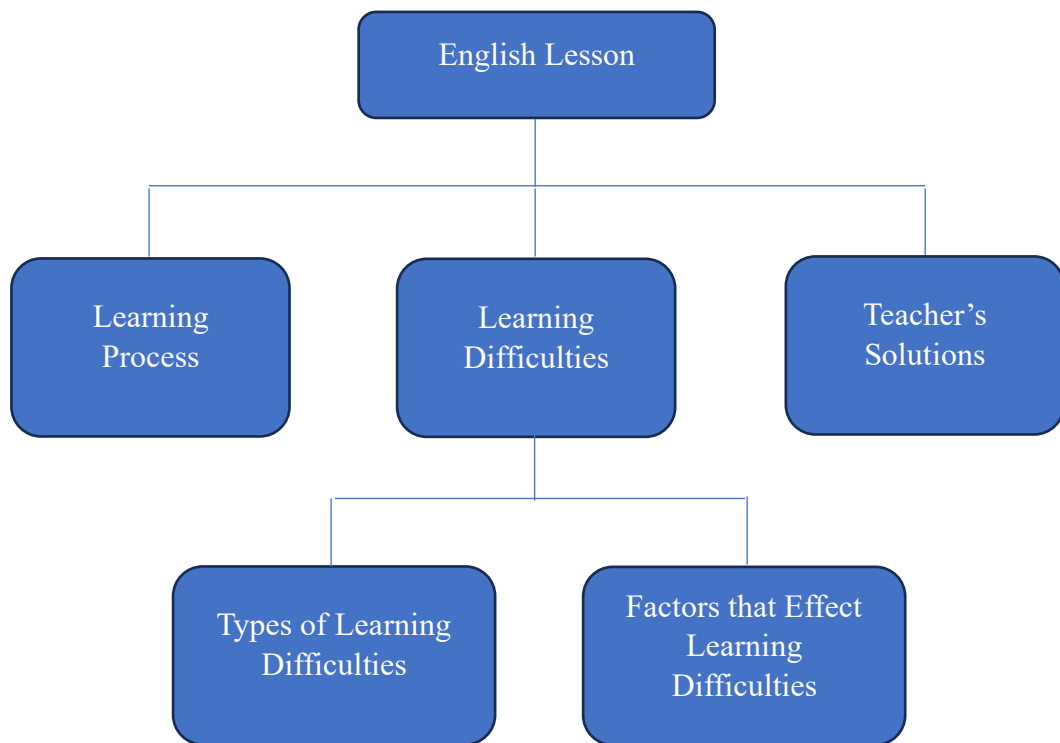 English Lesson
Learning
Process
Learning
Difficulties
Teacher’s
Solutions
Types of Learning
Difficulties
Factors that Effect
Learning
Difficulties